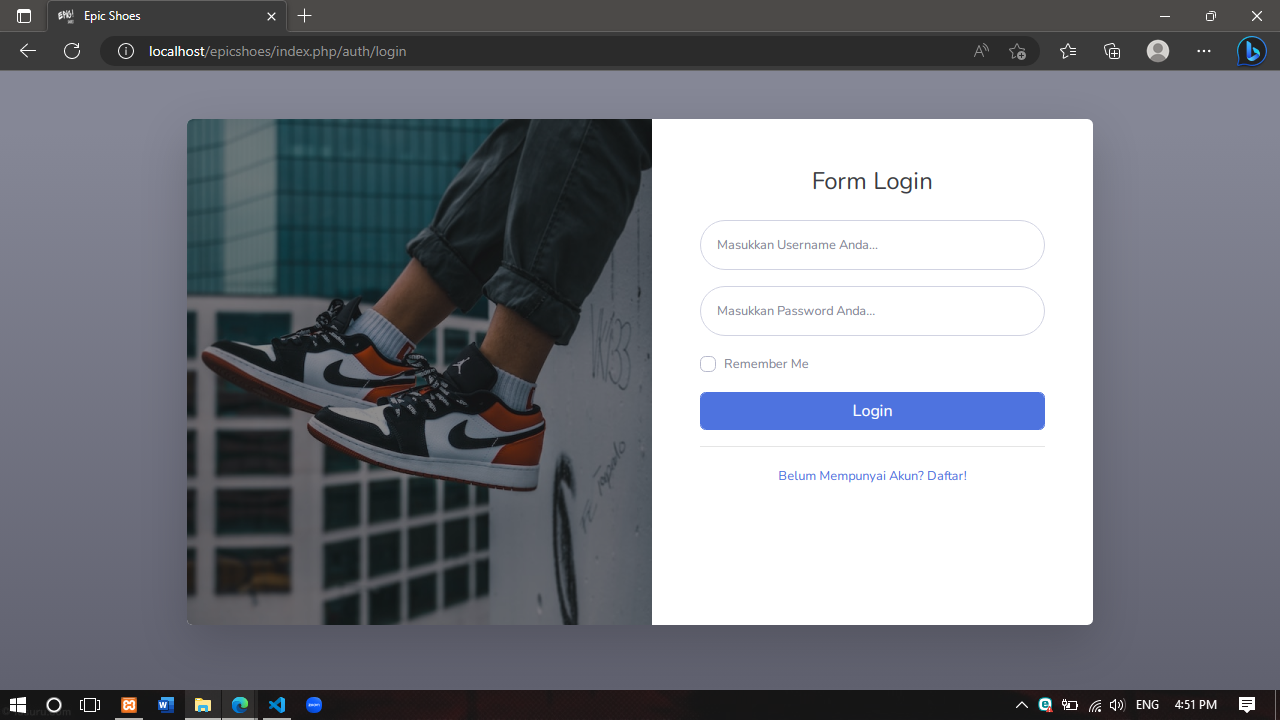 Epic Shoes
localhost/epicshoes/index.php/auth/login
Form Login
Masukkan Username Anda...
Masukkan Password Anda...
Remember Me
Login
Belum Mempunyai Akun? Daftar!
ENG
4:51 PM